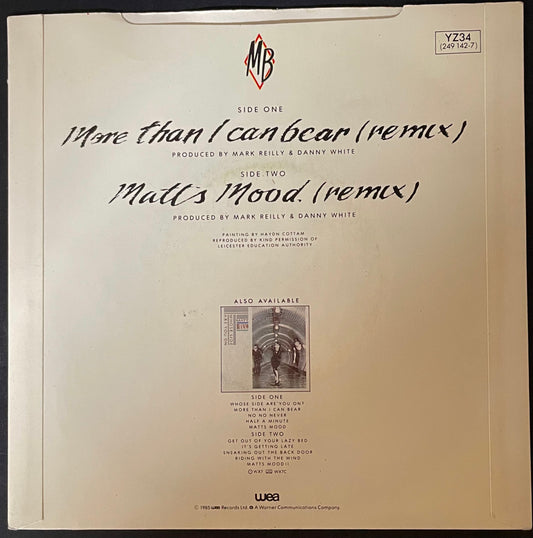 MB
YZ34
(249 142-7)
SIDE ONE
More than I can bear (remix)
PRODUCED BY MARK REILLY & DANNY WHITE
SIDE TWO
Matt's Mood. (remix)
PRODUCED BY MARK REILLY & DANNY WHITE
PAINTING BY HAYDN COTTAM
REPRODUCED BY KIND PERMISSION OF
LEICESTER EDUCATION AUTHORITY
ALSO AVAILABLE
SIDE ONE
WHOSE SIDE ARE YOU ON?
MORE THAN I CAN BEAR
NO NO NEVER
HALF A MINUTE
MATTS MOOD
SIDE TWO
GET OUT OF YOUR LAZY BED
IT'S GETTING LATE
SNEAKING OUT THE BACK DOOR
RIDING WITH THE WIND
MATTS MOOD II
WX7 WX7C
wea
© 1985 wea Records Ltd. A Warner Communications Company.